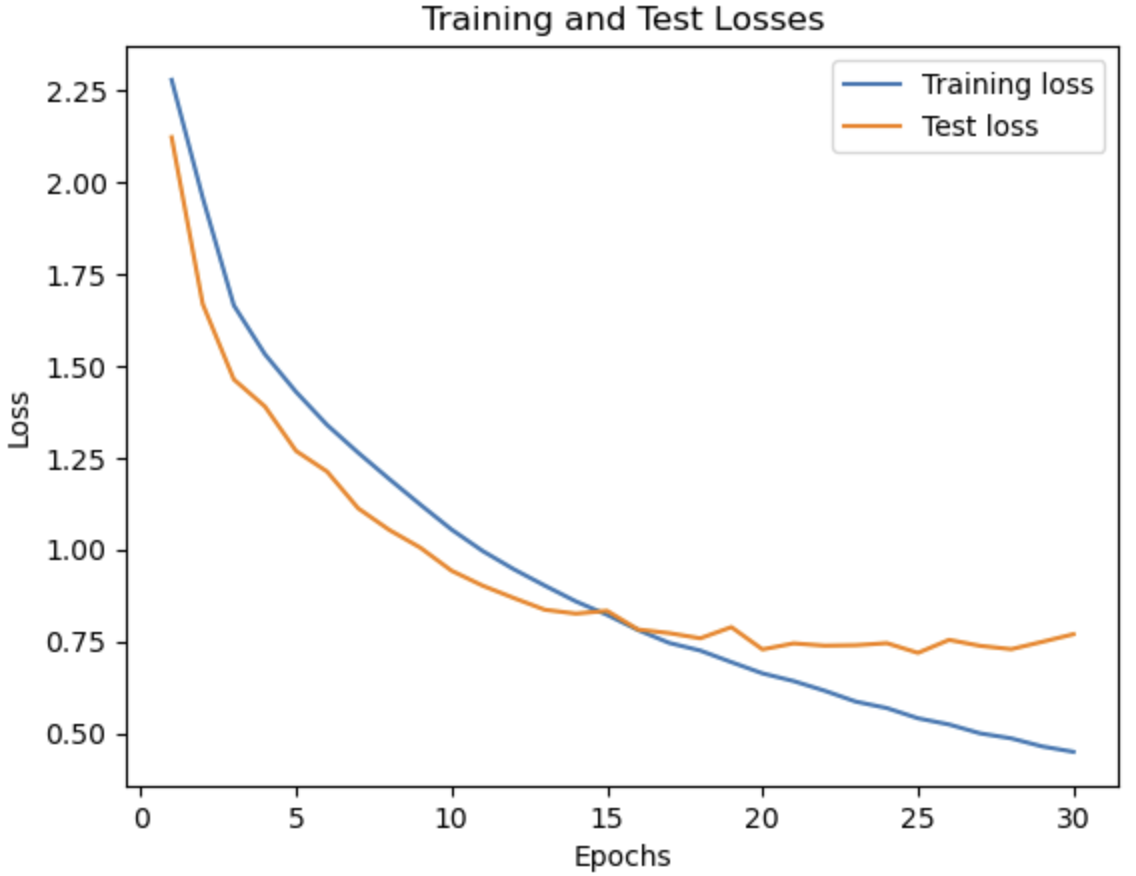 Training and Test Losses
Training loss
Test loss
2.25
2.00
1.75
1.50
1.25
1.00
0.75
0.50
Loss
0 5 10 15 20 25 30
Epochs